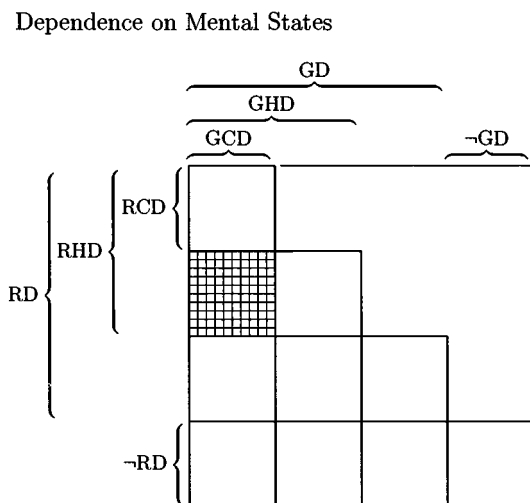 Dependence on Mental States
GD
GHD
GCD ¬GD
RCD
RHD
RD
¬RD